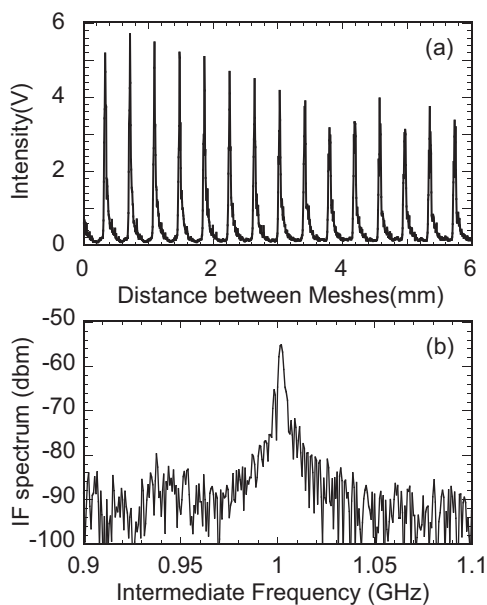 6
(a)
4
2
0
Intensity(V)
0 2 4 6
Distance between Meshes(mm)
-50
(b)
-60
-70
-80
-90
-100
IF spectrum (dbm)
0.9 0.95 1 1.05 1.1
Intermediate Frequency (GHz)